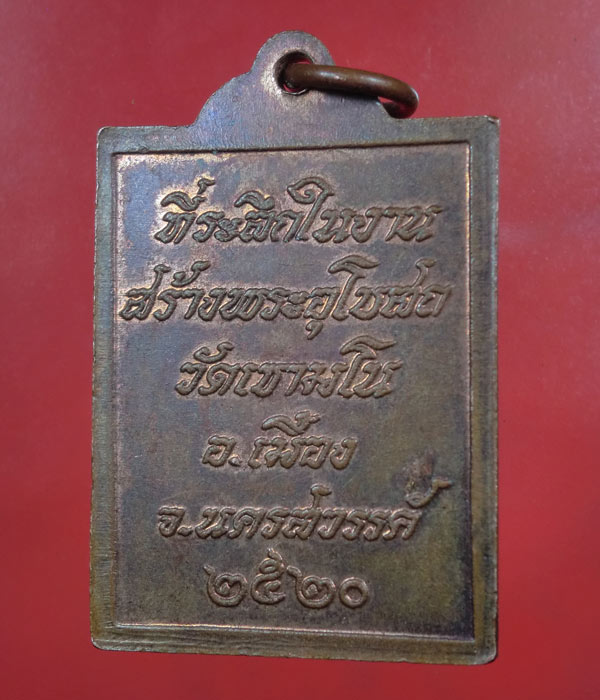 ที่ระลึกในงาน
สร้างพระอุโบสถ
วัดเขามโน
อ.เมือง
จ.นครสวรรค์
๒๕๒๐